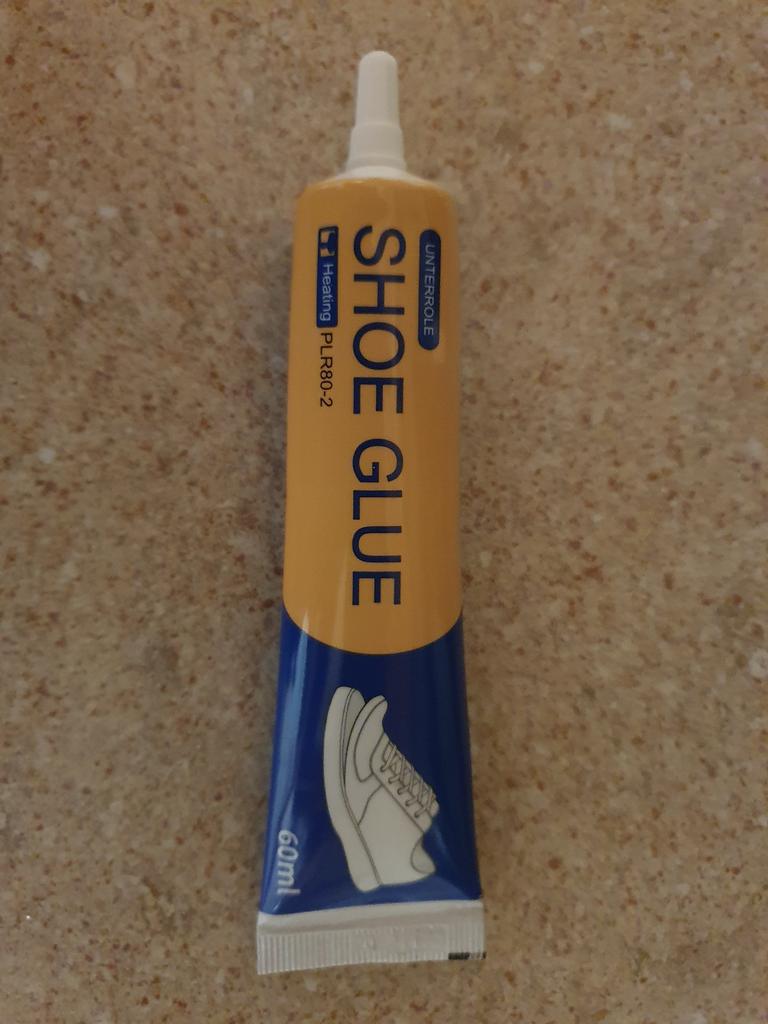 UNTERROLE
SHOE GLUE
Heating PLR80-2
60ml